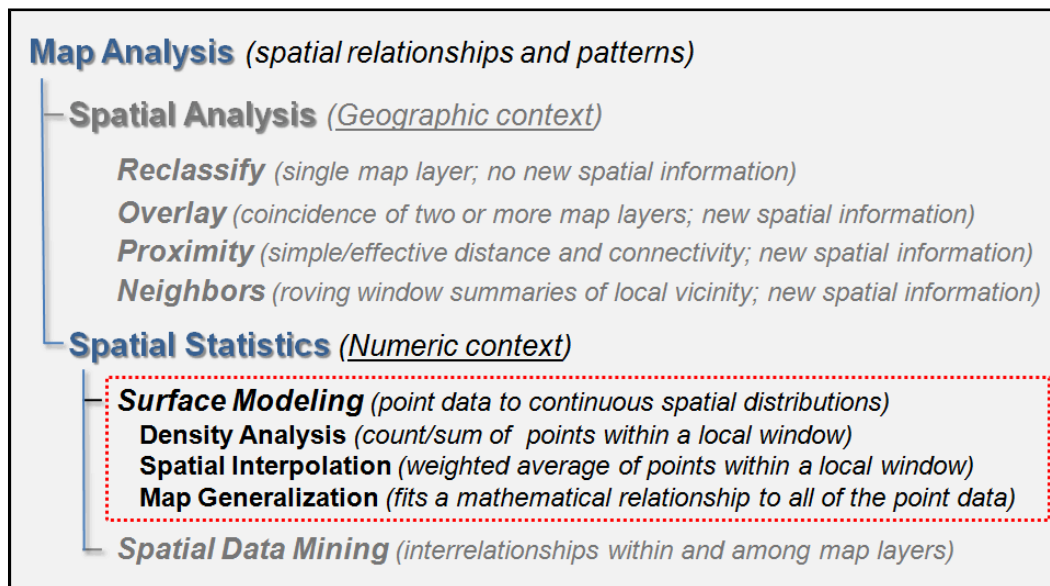 Map Analysis (spatial relationships and patterns)
Spatial Analysis (Geographic context)
Reclassify (single map layer; no new spatial information)
Overlay (coincidence of two or more map layers; new spatial information)
Proximity (simple/effective distance and connectivity; new spatial information)
Neighbors (roving window summaries of local vicinity; new spatial information)
Spatial Statistics (Numeric context)
Surface Modeling (point data to continuous spatial distributions)
Density Analysis (count/sum of points within a local window)
Spatial Interpolation (weighted average of points within a local window)
Map Generalization (fits a mathematical relationship to all of the point data)
Spatial Data Mining (interrelationships within and among map layers)